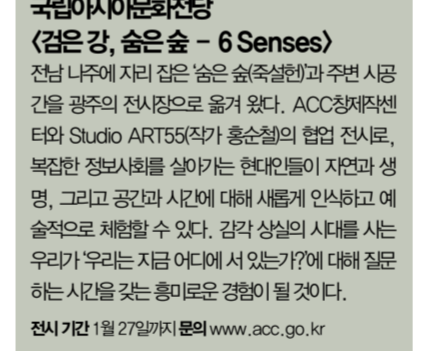 국립아시아문화전당
〈검은 강, 숨은 숲 – 6 Senses〉
전남 나주에 자리 잡은 ‘숨은 숲(죽설헌)’과 주변 시공
간을 광주의 전시장으로 옮겨 왔다. ACC창제작센
터와 Studio ART55(작가 홍순철)의 협업 전시로,
복잡한 정보사회를 살아가는 현대인들이 자연과 생
명, 그리고 공간과 시간에 대해 새롭게 인식하고 예
술적으로 체험할 수 있다. 감각 상실의 시대를 사는
우리가 ‘우리는 지금 어디에 서 있는가?’에 대해 질문
하는 시간을 갖는 흥미로운 경험이 될 것이다.
전시 기간 1월 27일까지 문의 www.acc.go.kr